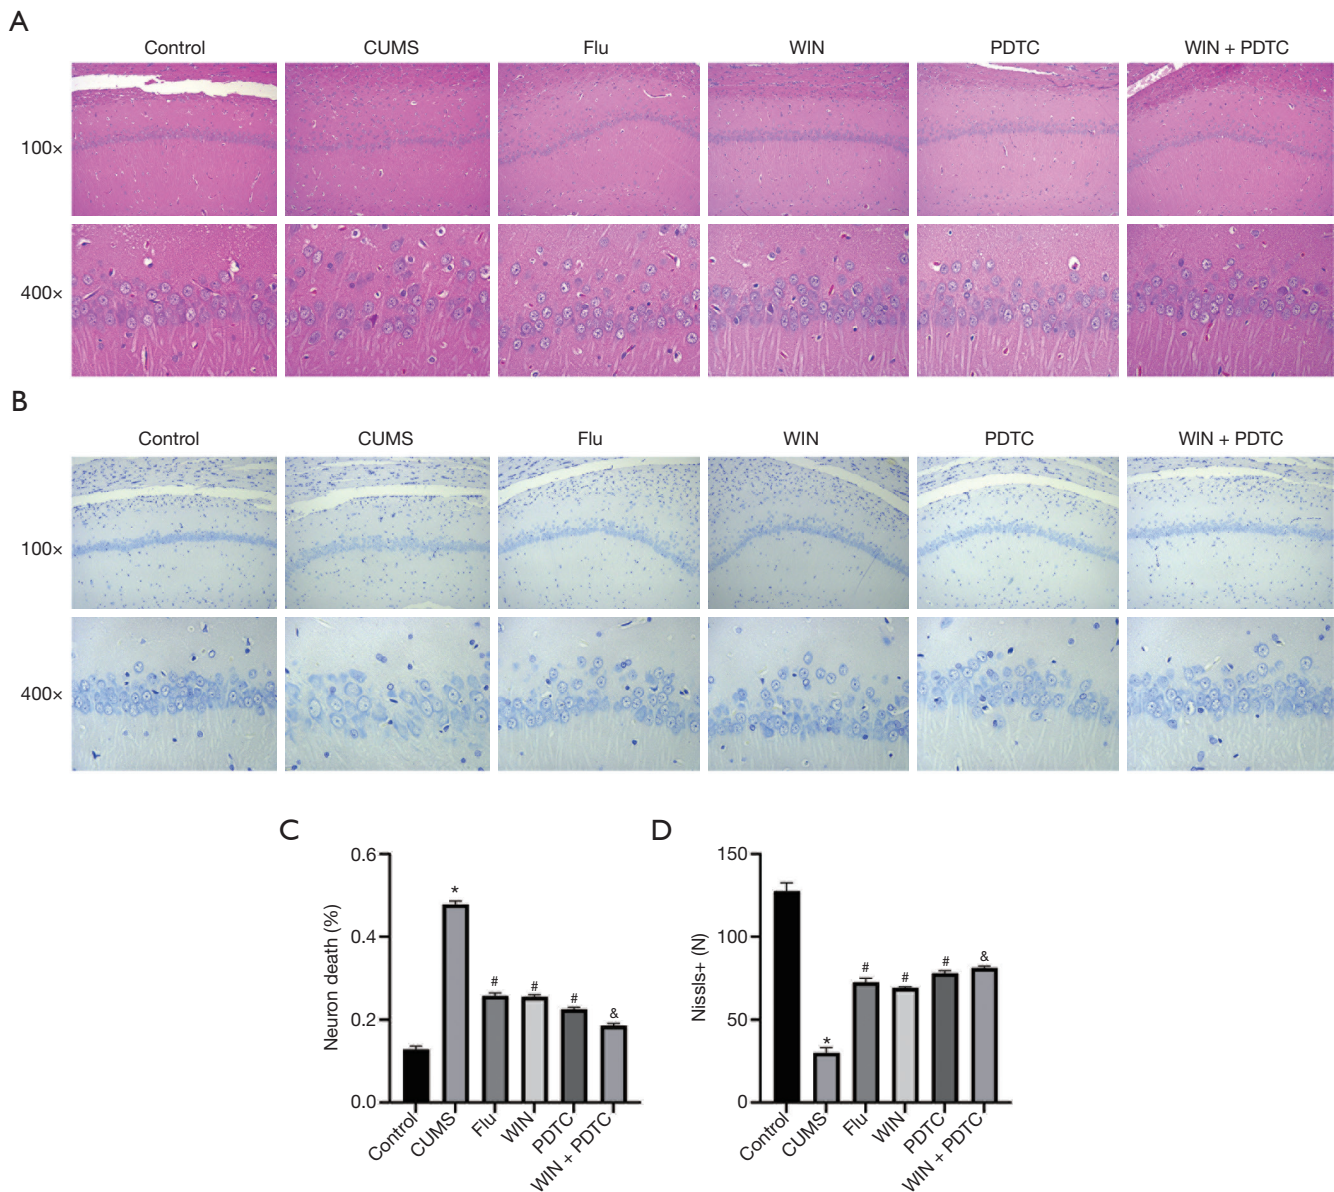 A
Control CUMS Flu WIN PDTC WIN + PDTC
100×
400×
B
Control CUMS Flu WIN PDTC WIN + PDTC
100×
400×
C
Neuron death (%)
0.6
0.4
0.2
0.0
* # # # &
Control CUMS Flu WIN PDTC WIN + PDTC
D
Nissls+ (N)
150
100
50
0
* # # # &
Control CUMS Flu WIN PDTC WIN + PDTC